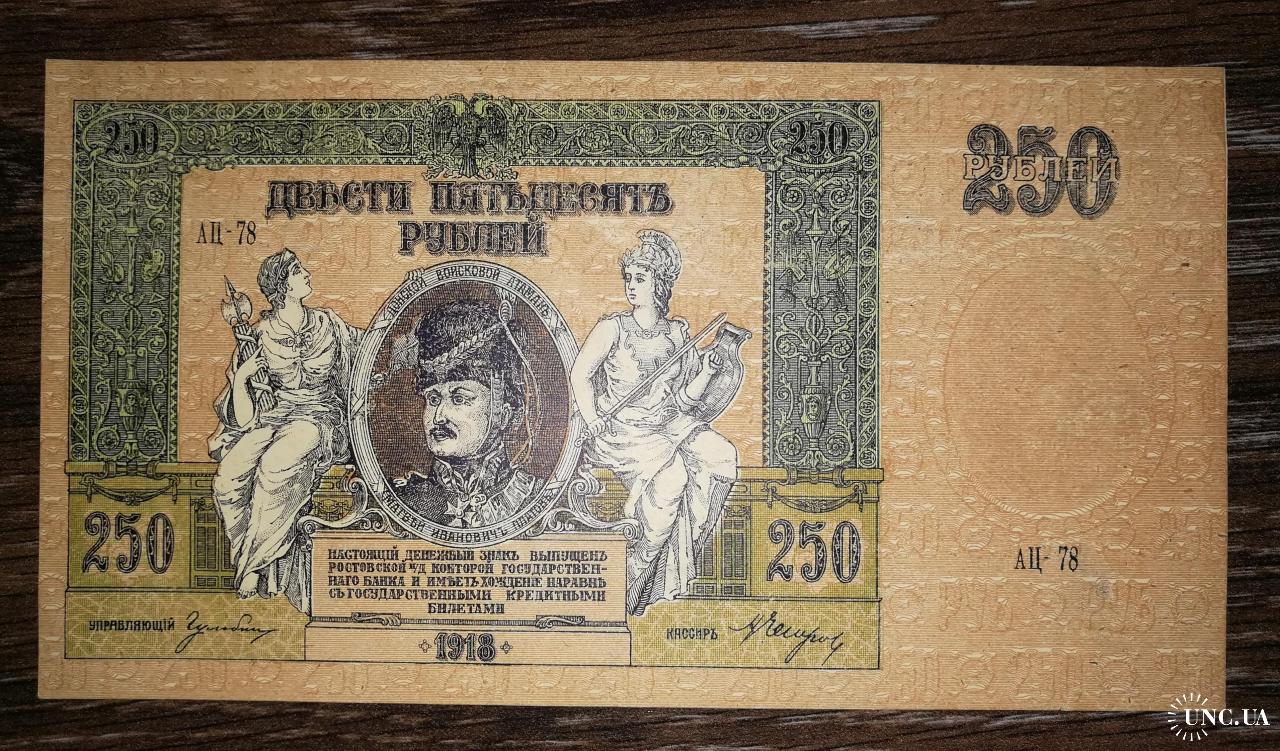 250
250
250
РУБЛЕЙ
ДВѢСТИ ПЯТЬДЕСЯТЪ
РУБЛЕЙ
АЦ-78
ДОНСКОЙ ВОЙСКОВОЙ АТАМАНЪ
МАТВѢЙ ИВАНОВИЧЪ ПЛАТОВЪ
250
250
НАСТОЯЩІЙ ДЕНЕЖНЫЙ ЗНАКЪ ВЫПУЩЕНЪ
РОСТОВСКОЙ Н/Д КОНТОРОЙ ГОСУДАРСТВЕН-
НАГО БАНКА И ИМѢЕТЪ ХОЖДЕНІЕ НАРАВНѢ
СЪ ГОСУДАРСТВЕННЫМИ КРЕДИТНЫМИ
БИЛЕТАМИ
АЦ-78
УПРАВЛЯЮЩІЙ
КАССИРЪ
1918
UNC.UA